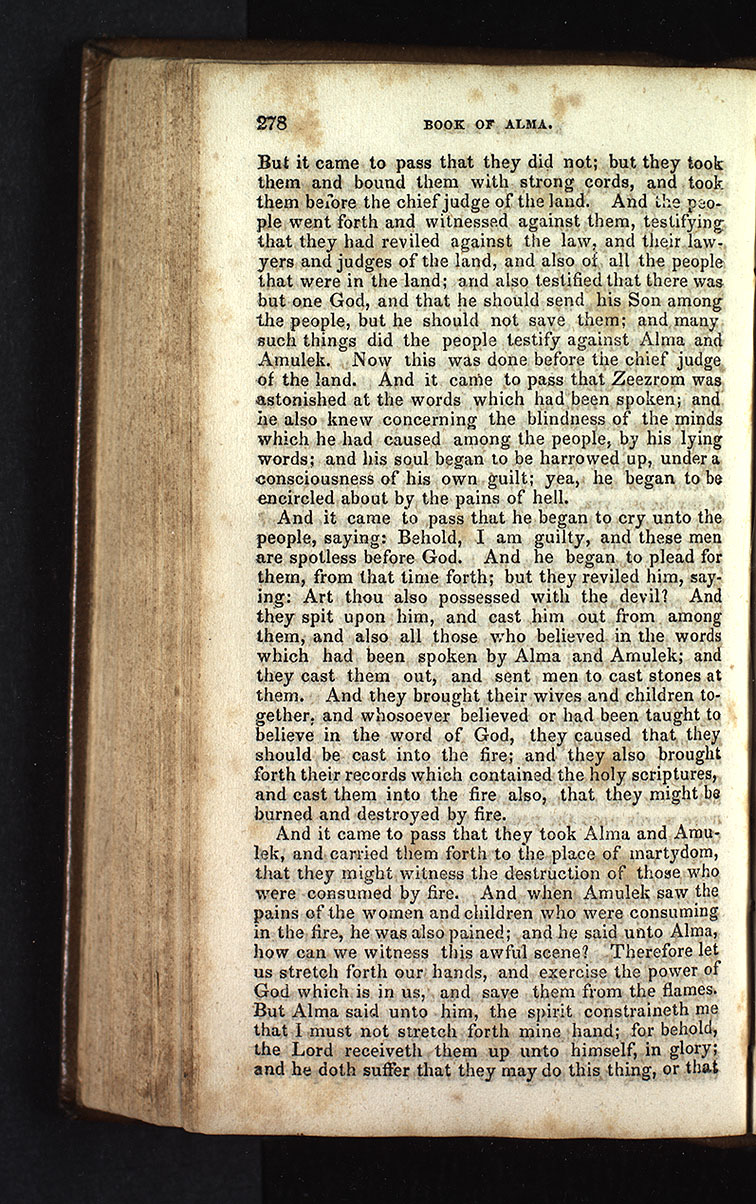 278 BOOK OF ALMA.
But it came to pass that they did not; but they took
them and bound them with strong cords, and took
them before the chief judge of the land. And the peo-
ple went forth and witnessed against them, testifying
that they had reviled against the law, and their law-
yers and judges of the land, and also of all the people
that were in the land; and also testified that there was
but one God, and that he should send his Son among
the people, but he should not save them; and many
such things did the people testify against Alma and
Amulek. Now this was done before the chief judge
of the land. And it came to pass that Zeezrom was
astonished at the words which had been spoken; and
he also knew concerning the blindness of the minds
which he had caused among the people, by his lying
words; and his soul began to be harrowed up, under a
consciousness of his own guilt; yea, he began to be
encircled about by the pains of hell.
And it came to pass that he began to cry unto the
people, saying: Behold, I am guilty, and these men
are spotless before God. And he began to plead for
them, from that time forth; but they reviled him, say-
ing: Art thou also possessed with the devil? And
they spit upon him, and cast him out from among
them, and also all those who believed in the words
which had been spoken by Alma and Amulek; and
they cast them out, and sent men to cast stones at
them. And they brought their wives and children to-
gether, and whosoever believed or had been taught to
believe in the word of God, they caused that they
should be cast into the fire; and they also brought
forth their records which contained the holy scriptures,
and cast them into the fire also, that they might be
burned and destroyed by fire.
And it came to pass that they took Alma and Amu-
lek, and carried them forth to the place of martydom,
that they might witness the destruction of those who
were consumed by fire. And when Amulek saw the
pains of the women and children who were consuming
in the fire, he was also pained; and he said unto Alma,
how can we witness this awful scene? Therefore let
us stretch forth our hands, and exercise the power of
God which is in us, and save them from the flames.
But Alma said unto him, the spirit constraineth me
that I must not stretch forth mine hand; for behold,
the Lord receiveth them up unto himself, in glory;
and he doth suffer that they may do this thing, or that